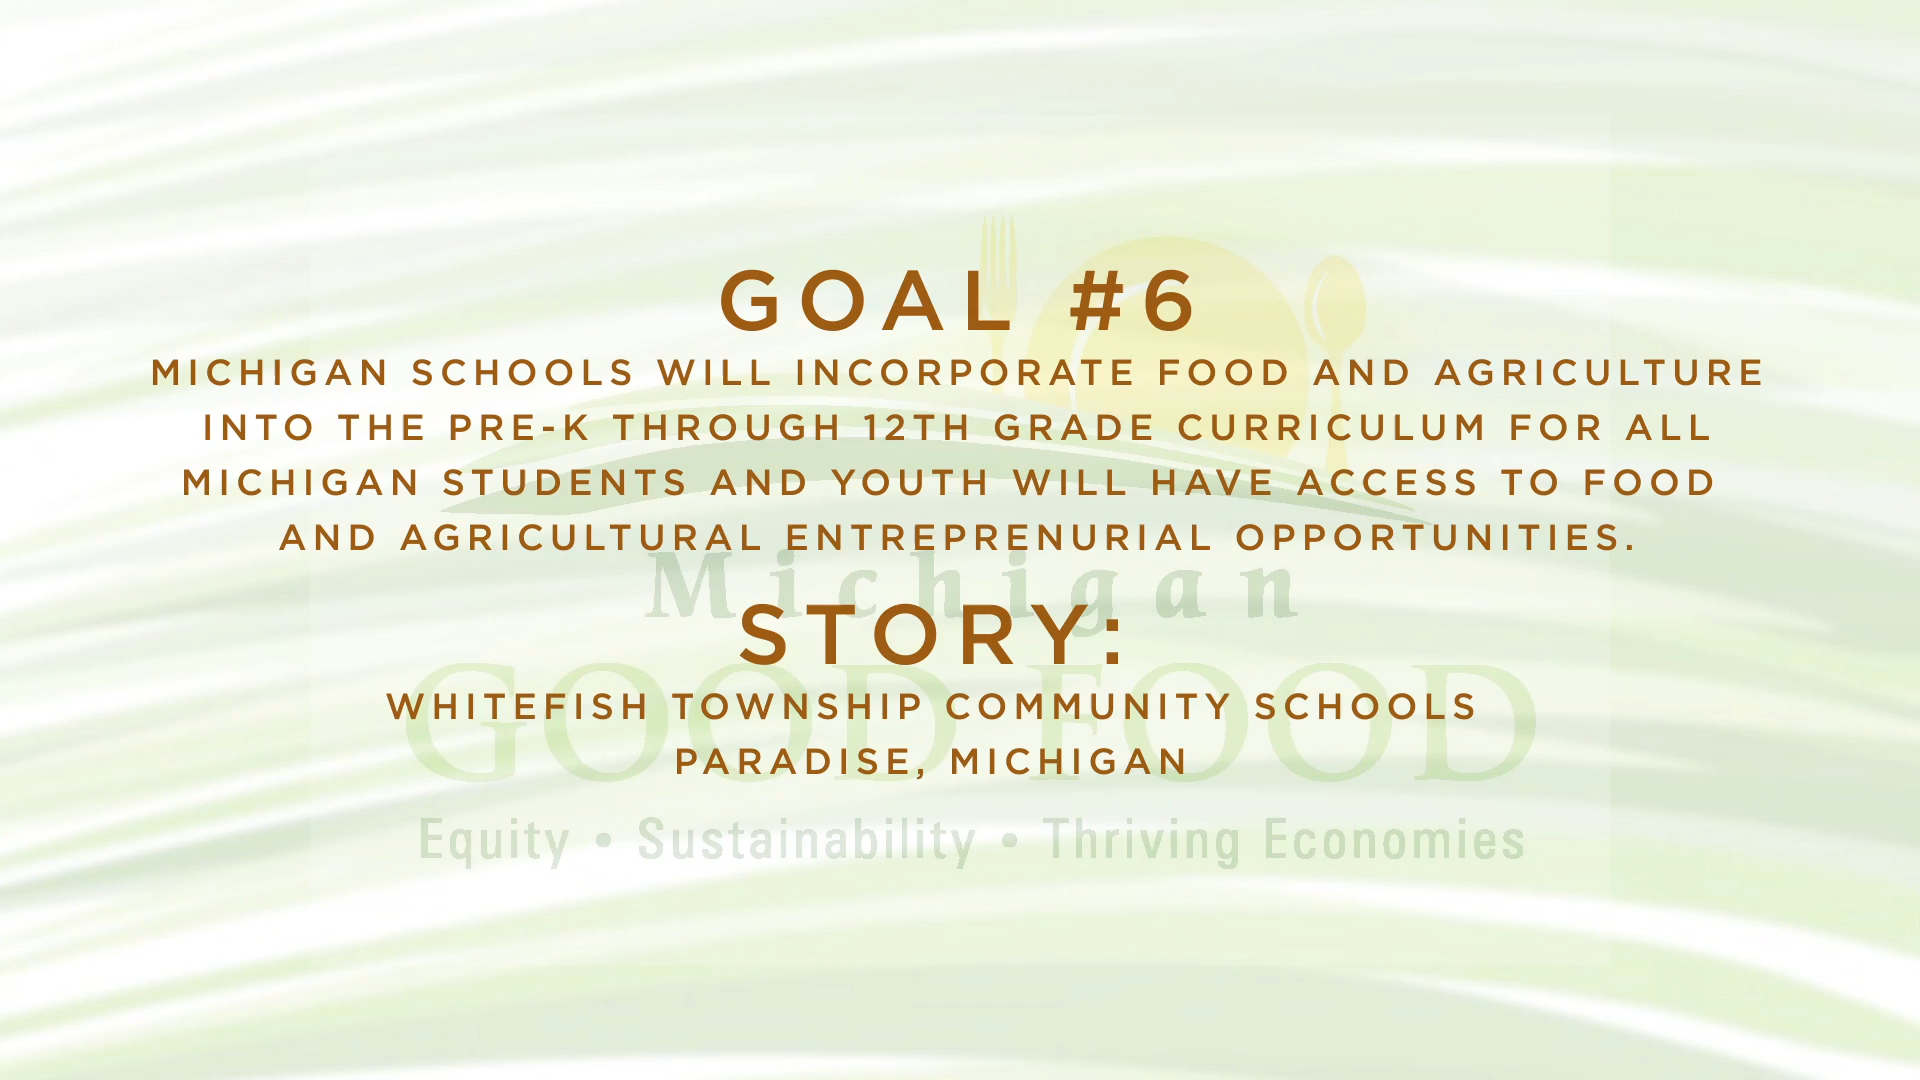 GOAL #6
MICHIGAN SCHOOLS WILL INCORPORATE FOOD AND AGRICULTURE
INTO THE PRE-K THROUGH 12TH GRADE CURRICULUM FOR ALL
MICHIGAN STUDENTS AND YOUTH WILL HAVE ACCESS TO FOOD
AND AGRICULTURAL ENTREPRENURIAL OPPORTUNITIES.
Michigan
STORY:
GOOD FOOD
WHITEFISH TOWNSHIP COMMUNITY SCHOOLS
PARADISE, MICHIGAN
Equity • Sustainability • Thriving Economies